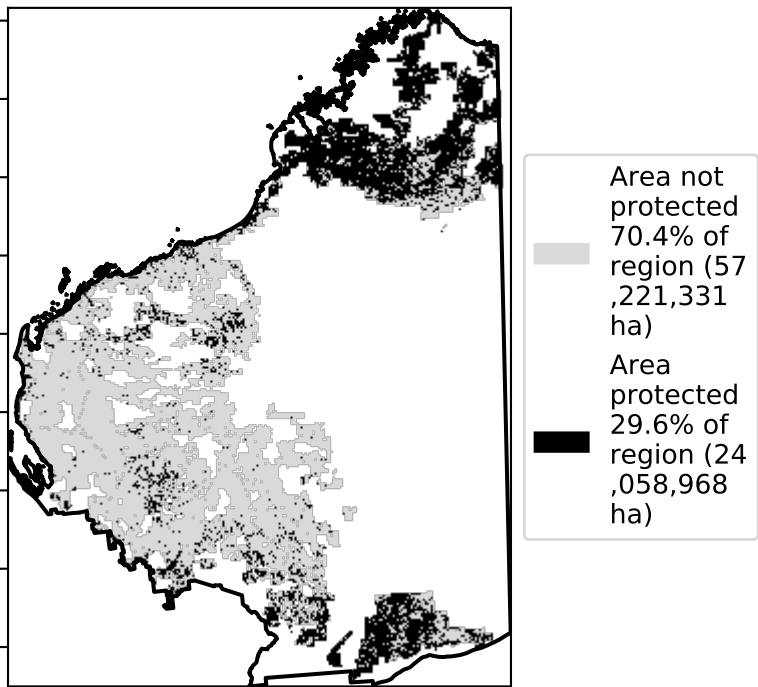 Area not
protected
70.4% of
region (57
,221,331
ha)
Area
protected
29.6% of
region (24
,058,968
ha)